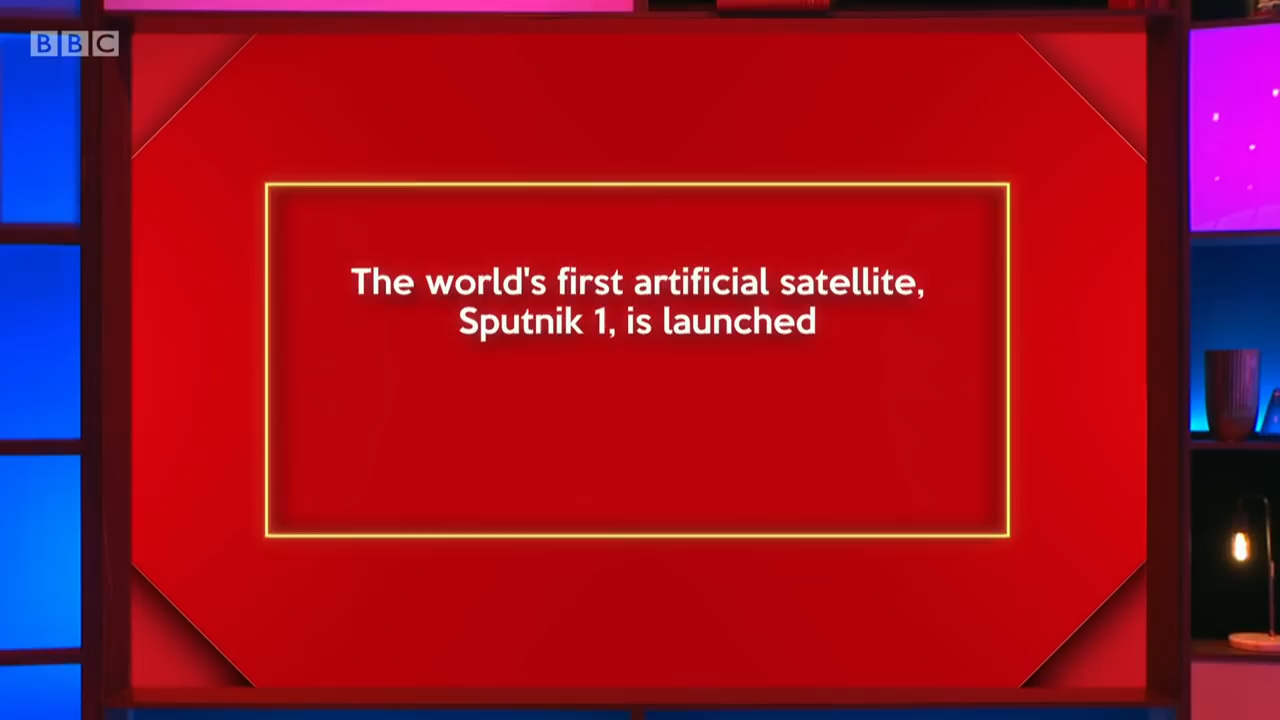 BBC
The world's first artificial satellite,
Sputnik 1, is launched